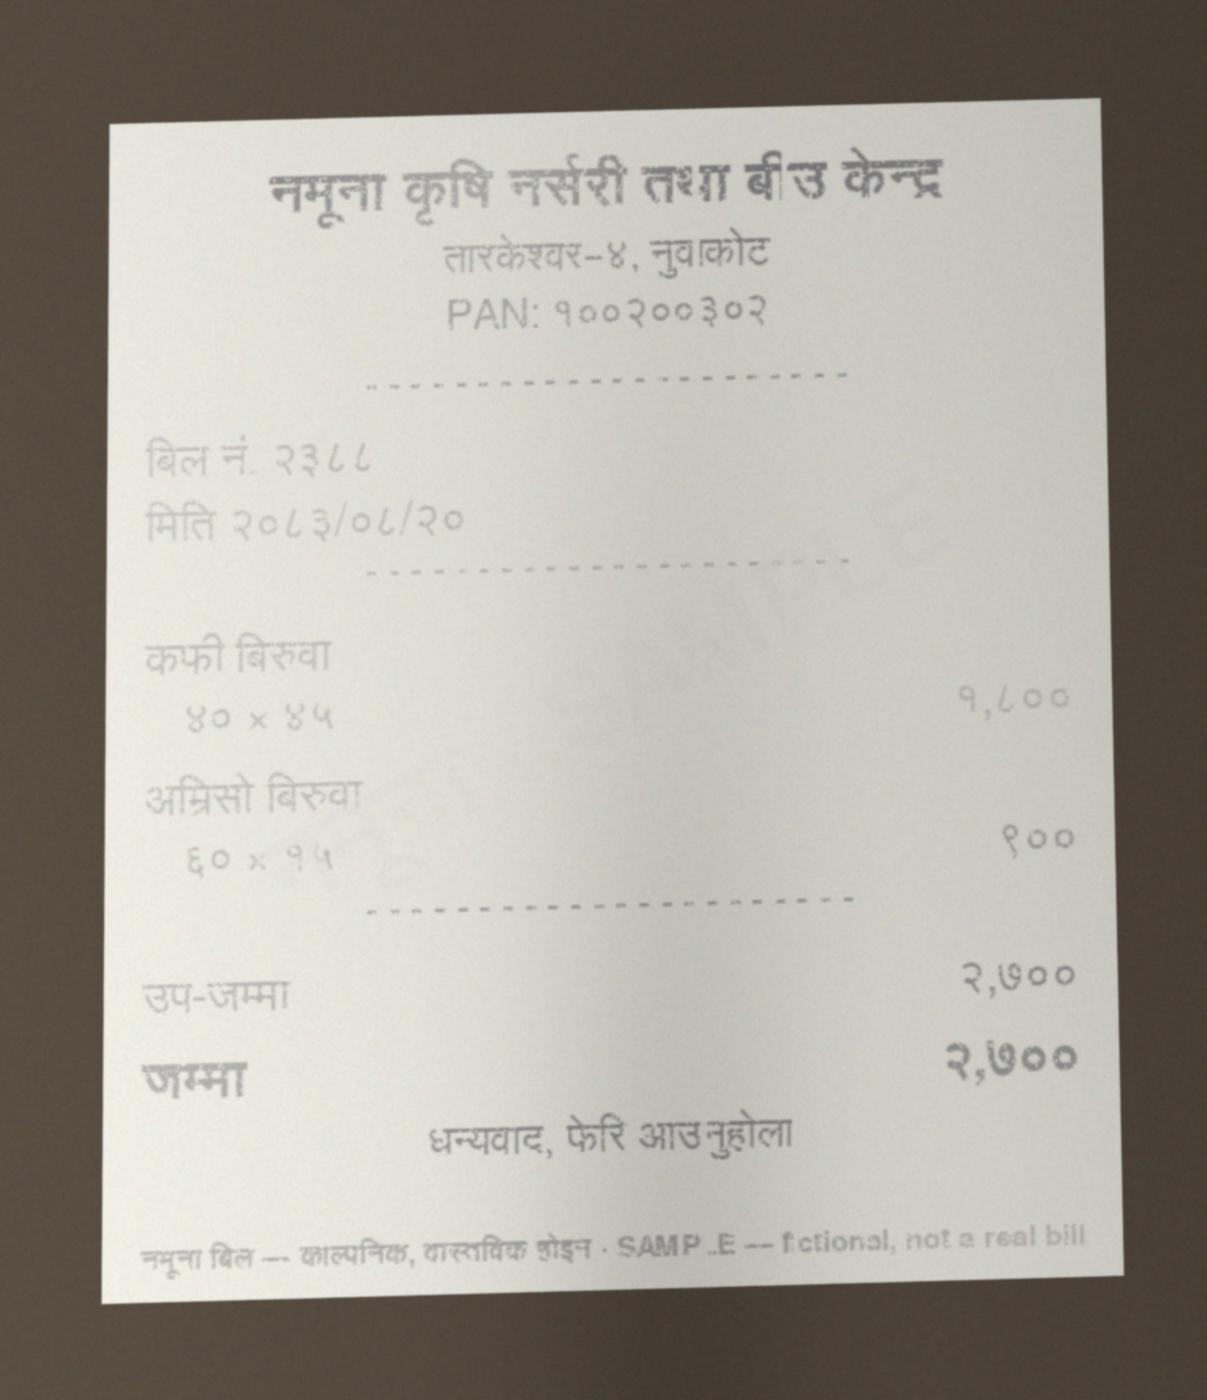 नमूना कृषि नर्सरी तथा बीउ केन्द्र
तारकेश्वर–४, नुवाकोट
PAN: १००२००३०२
बिल नं. २३८८
मिति २०८३/०८/२०
कफी बिरुवा
४० × ४५ १,८००
अम्रिसो बिरुवा
६० × १५ ९००
उप-जम्मा २,७००
जम्मा २,७००
धन्यवाद, फेरि आउनुहोला
नमूना बिल — काल्पनिक, वास्तविक होइन · SAMPLE — fictional, not a real bill
SAMPLE